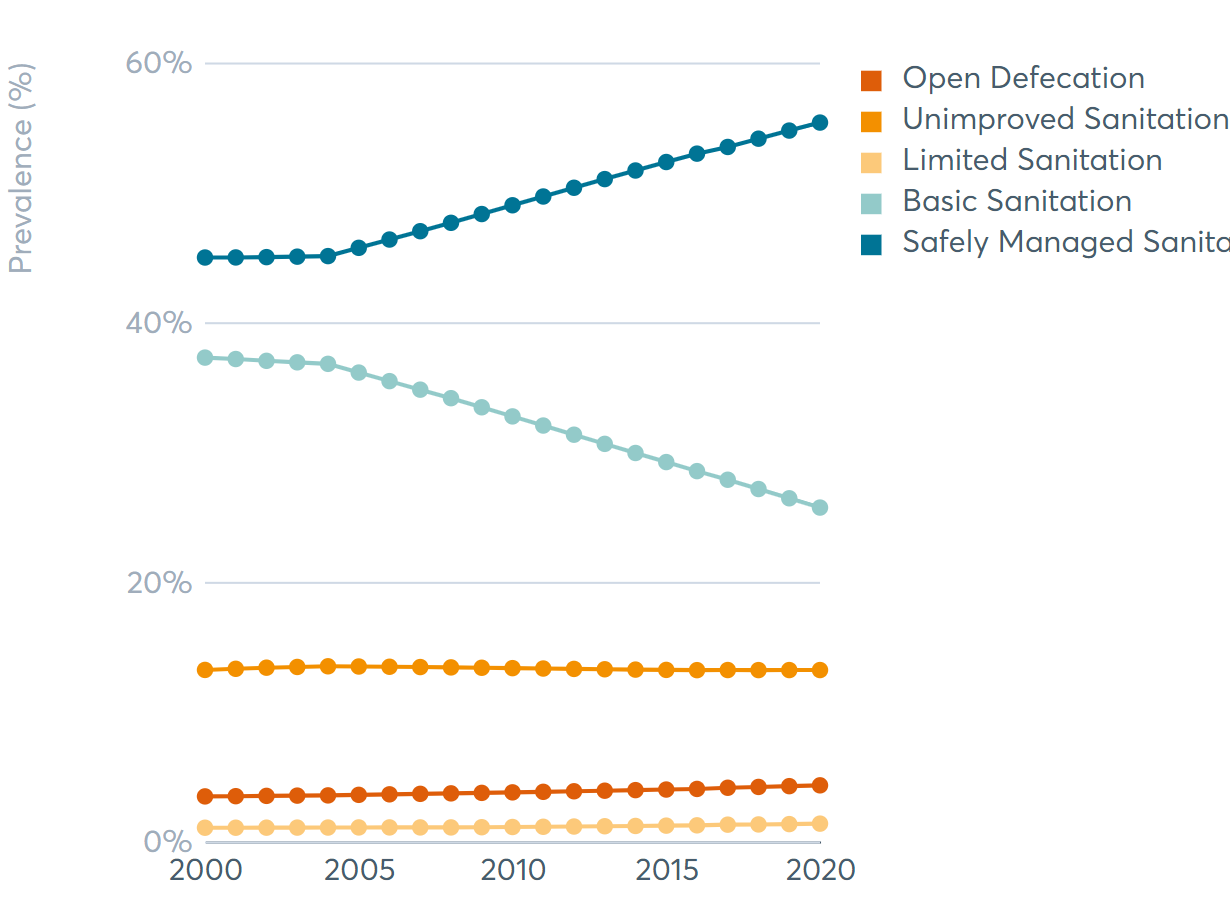 Prevalence (%)
60%
40%
20%
0%
2000 2005 2010 2015 2020
Open Defecation
Unimproved Sanitation
Limited Sanitation
Basic Sanitation
Safely Managed Sanita